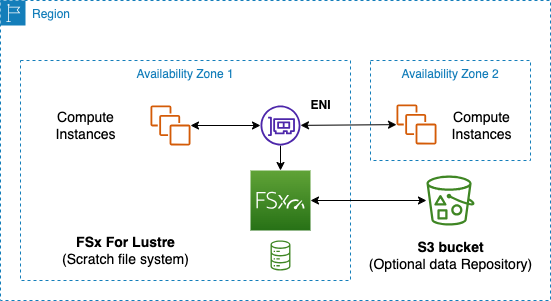 Region
Availability Zone 1
Availability Zone 2
Compute
Instances
ENI
Compute
Instances
FSx
FSx For Lustre
(Scratch file system)
S3 bucket
(Optional data Repository)